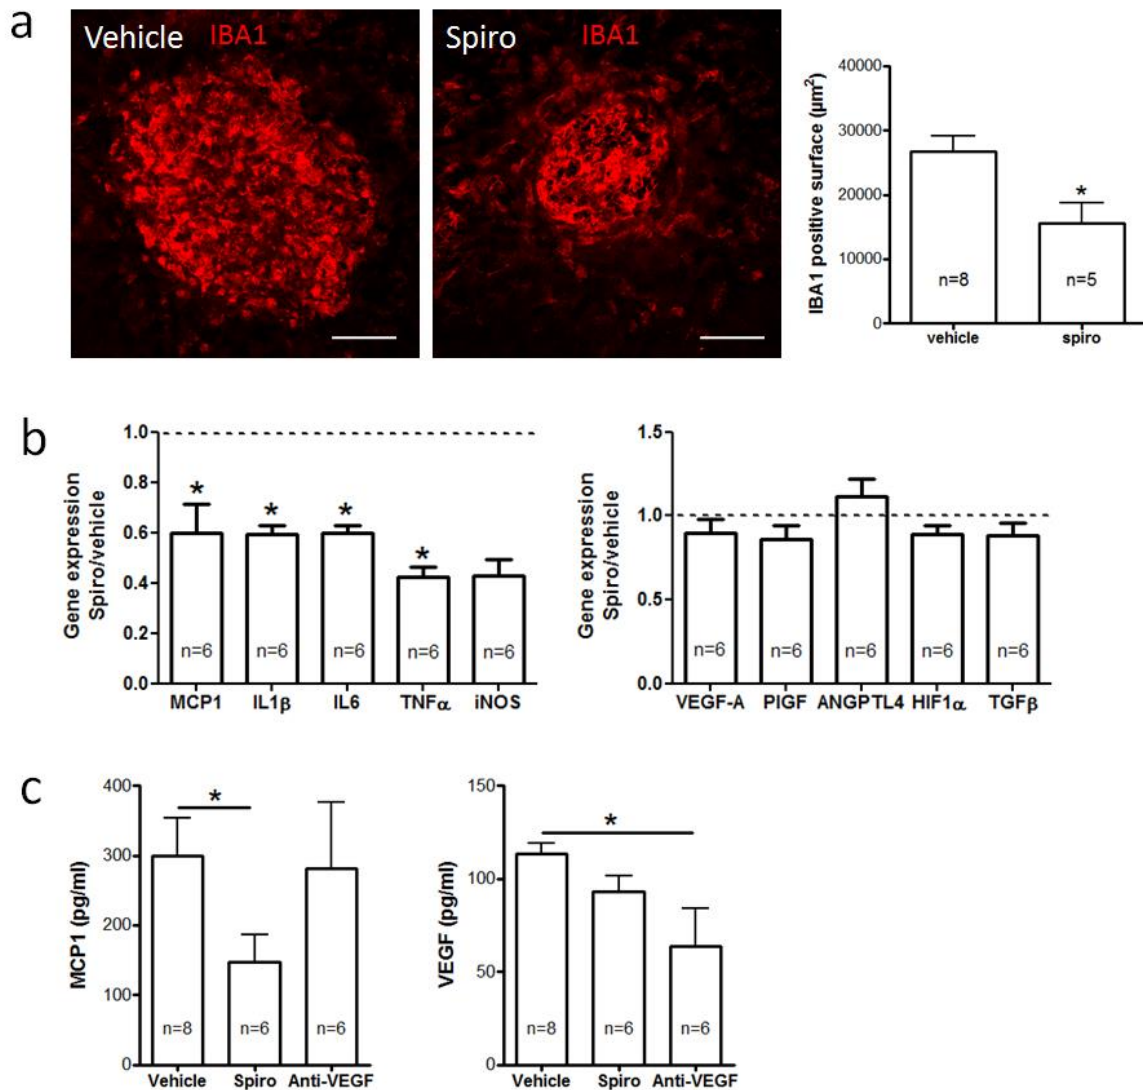 a
Vehicle IBA1
Spiro IBA1
IBA1 positive surface (µm²)
40000
30000
20000
10000
0
*
n=8 n=5
vehicle spiro
b
Gene expression
Spiro/vehicle
1.0
0.8
0.6
0.4
0.2
0.0
* * * *
n=6 n=6 n=6 n=6 n=6
MCP1 IL1β IL6 TNFα iNOS
Gene expression
Spiro/vehicle
1.5
1.0
0.5
0.0
n=6 n=6 n=6 n=6 n=6
VEGF-A PIGF ANGPTL4 HIF1α TGFβ
c
MCP1 (pg/ml)
400
300
200
100
0
*
n=8 n=6 n=6
Vehicle Spiro Anti-VEGF
VEGF (pg/ml)
150
100
50
0
*
n=8 n=6 n=6
Vehicle Spiro Anti-VEGF